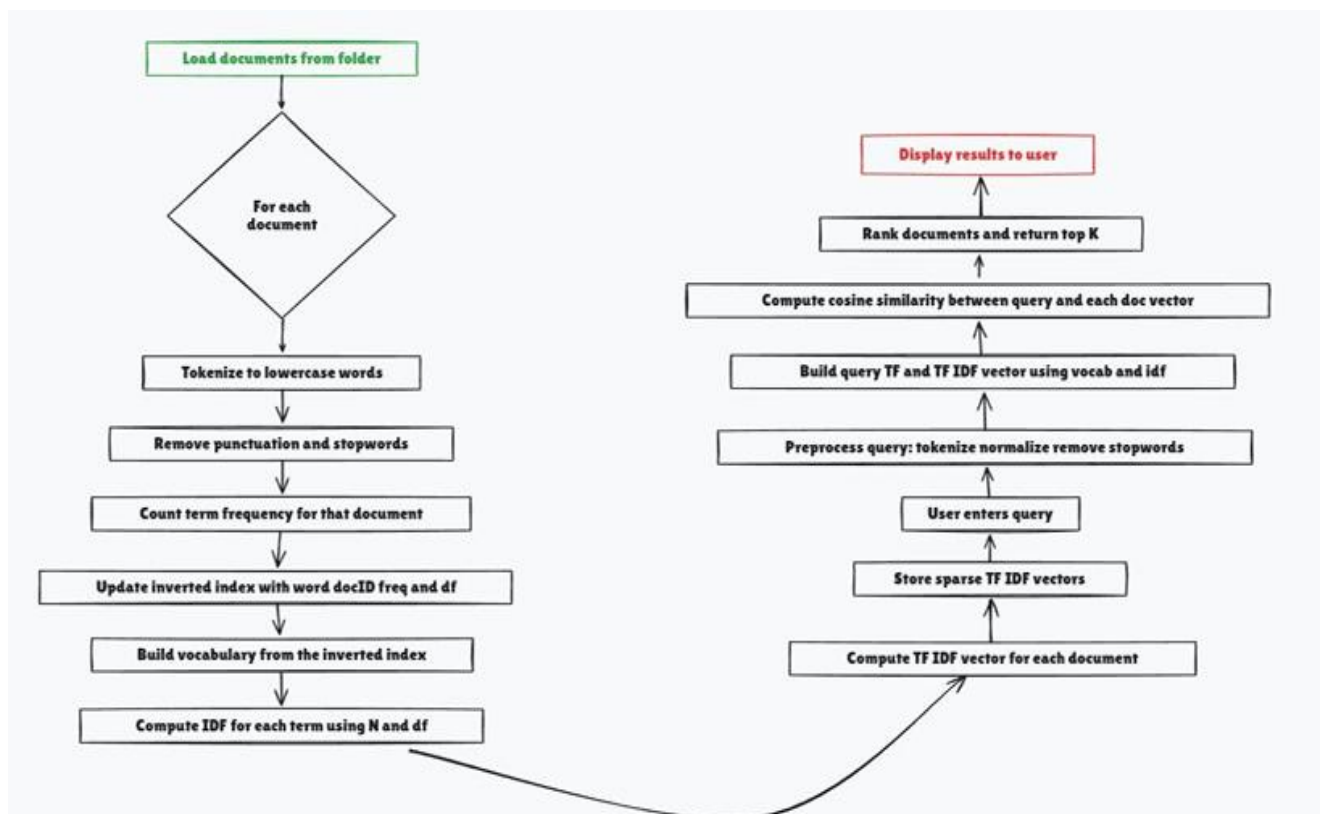 Load documents from folder
For each
document
Tokenize to lowercase words
Remove punctuation and stopwords
Count term frequency for that document
Update inverted index with word docID freq and df
Build vocabulary from the inverted index
Compute IDF for each term using N and df
Compute TF IDF vector for each document
Store sparse TF IDF vectors
User enters query
Preprocess query: tokenize normalize remove stopwords
Build query TF and TF IDF vector using vocab and idf
Compute cosine similarity between query and each doc vector
Rank documents and return top K
Display results to user